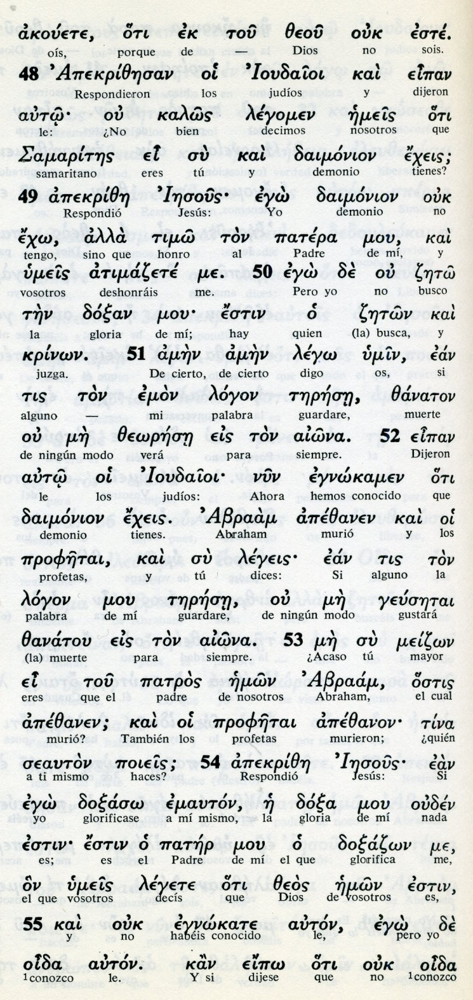 ἀκούετε, ὅτι ἐκ τοῦ θεοῦ οὐκ ἐστέ.
oís, porque de — Dios no sois.
48 Ἀπεκρίθησαν οἱ Ἰουδαῖοι καὶ εἶπαν
Respondieron los judíos y dijeron
αὐτῷ· οὐ καλῶς λέγομεν ἡμεῖς ὅτι
le: ¿No bien decimos nosotros que
Σαμαρίτης εἶ σὺ καὶ δαιμόνιον ἔχεις;
samaritano eres tú y demonio tienes?
49 ἀπεκρίθη Ἰησοῦς· ἐγὼ δαιμόνιον οὐκ
Respondió Jesús: Yo demonio no
ἔχω, ἀλλὰ τιμῶ τὸν πατέρα μου, καὶ
tengo, sino que honro al Padre de mí, y
ὑμεῖς ἀτιμάζετέ με. 50 ἐγὼ δὲ οὐ ζητῶ
vosotros deshonráis me. Pero yo no busco
τὴν δόξαν μου· ἔστιν ὁ ζητῶν καὶ
la gloria de mí; hay quien (la) busca, y
κρίνων. 51 ἀμὴν ἀμὴν λέγω ὑμῖν, ἐάν
juzga. De cierto, de cierto digo os, si
τις τὸν ἐμὸν λόγον τηρήσῃ, θάνατον
alguno — mi palabra guardare, muerte
οὐ μὴ θεωρήσῃ εἰς τὸν αἰῶνα. 52 εἶπαν
de ningún modo verá para siempre. Dijeron
αὐτῷ οἱ Ἰουδαῖοι· νῦν ἐγνώκαμεν ὅτι
le los judíos: Ahora hemos conocido que
δαιμόνιον ἔχεις. Ἀβραὰμ ἀπέθανεν καὶ οἱ
demonio tienes. Abraham murió y los
προφῆται, καὶ σὺ λέγεις· ἐάν τις τὸν
profetas, y tú dices: Si alguno la
λόγον μου τηρήσῃ, οὐ μὴ γεύσηται
palabra de mí guardare, de ningún modo gustará
θανάτου εἰς τὸν αἰῶνα. 53 μὴ σὺ μείζων
(la) muerte para siempre. ¿Acaso tú mayor
εἶ τοῦ πατρὸς ἡμῶν Ἀβραάμ, ὅστις
eres que el padre de nosotros Abraham, el cual
ἀπέθανεν; καὶ οἱ προφῆται ἀπέθανον· τίνα
murió? También los profetas murieron; ¿quién
σεαυτὸν ποιεῖς; 54 ἀπεκρίθη Ἰησοῦς· ἐὰν
a ti mismo haces? Respondió Jesús: Si
ἐγὼ δοξάσω ἐμαυτόν, ἡ δόξα μου οὐδέν
yo glorificase a mí mismo, la gloria de mí nada
ἐστιν· ἔστιν ὁ πατήρ μου ὁ δοξάζων με,
es; es el Padre de mí el que glorifica me,
ὃν ὑμεῖς λέγετε ὅτι θεὸς ἡμῶν ἐστιν,
el que vosotros decís que Dios de vosotros es,
55 καὶ οὐκ ἐγνώκατε αὐτόν, ἐγὼ δὲ
y no habéis conocido le, pero yo
οἶδα αὐτόν. κἂν εἴπω ὅτι οὐκ οἶδα
¹conozco le. Y si dijese que no ¹conozco